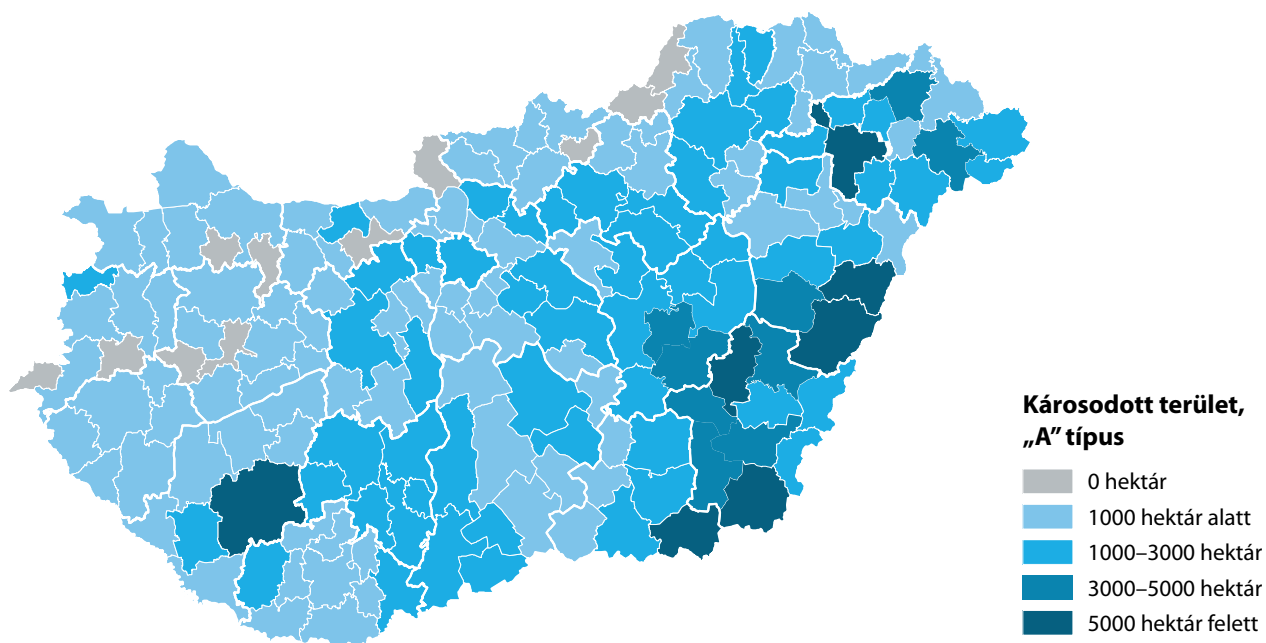 Károsodott terület,
„A” típus
0 hektár
1000 hektár alatt
1000–3000 hektár
3000–5000 hektár
5000 hektár felett